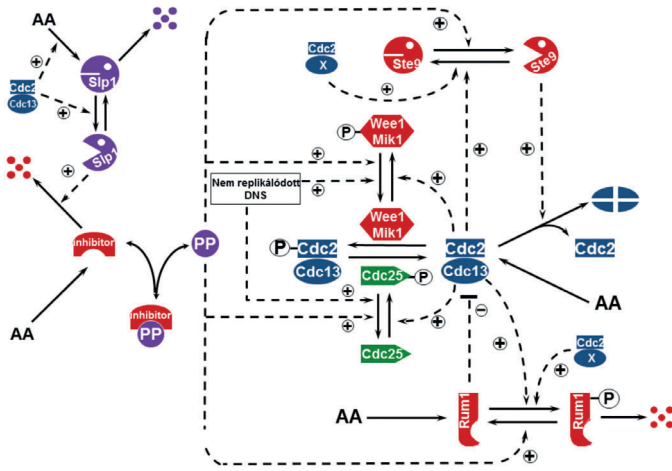 AA
Slp1
Cdc2
Cdc13
Slp1
inhibitor
PP
AA
inhibitor
PP
Cdc2
X
Ste9
Ste9
P
Wee1
Mik1
Nem replikálódott
DNS
Wee1
Mik1
P
Cdc2
Cdc13
Cdc2
Cdc13
Cdc2
Cdc25
P
Cdc25
AA
Cdc2
X
AA
Rum1
Rum1
P